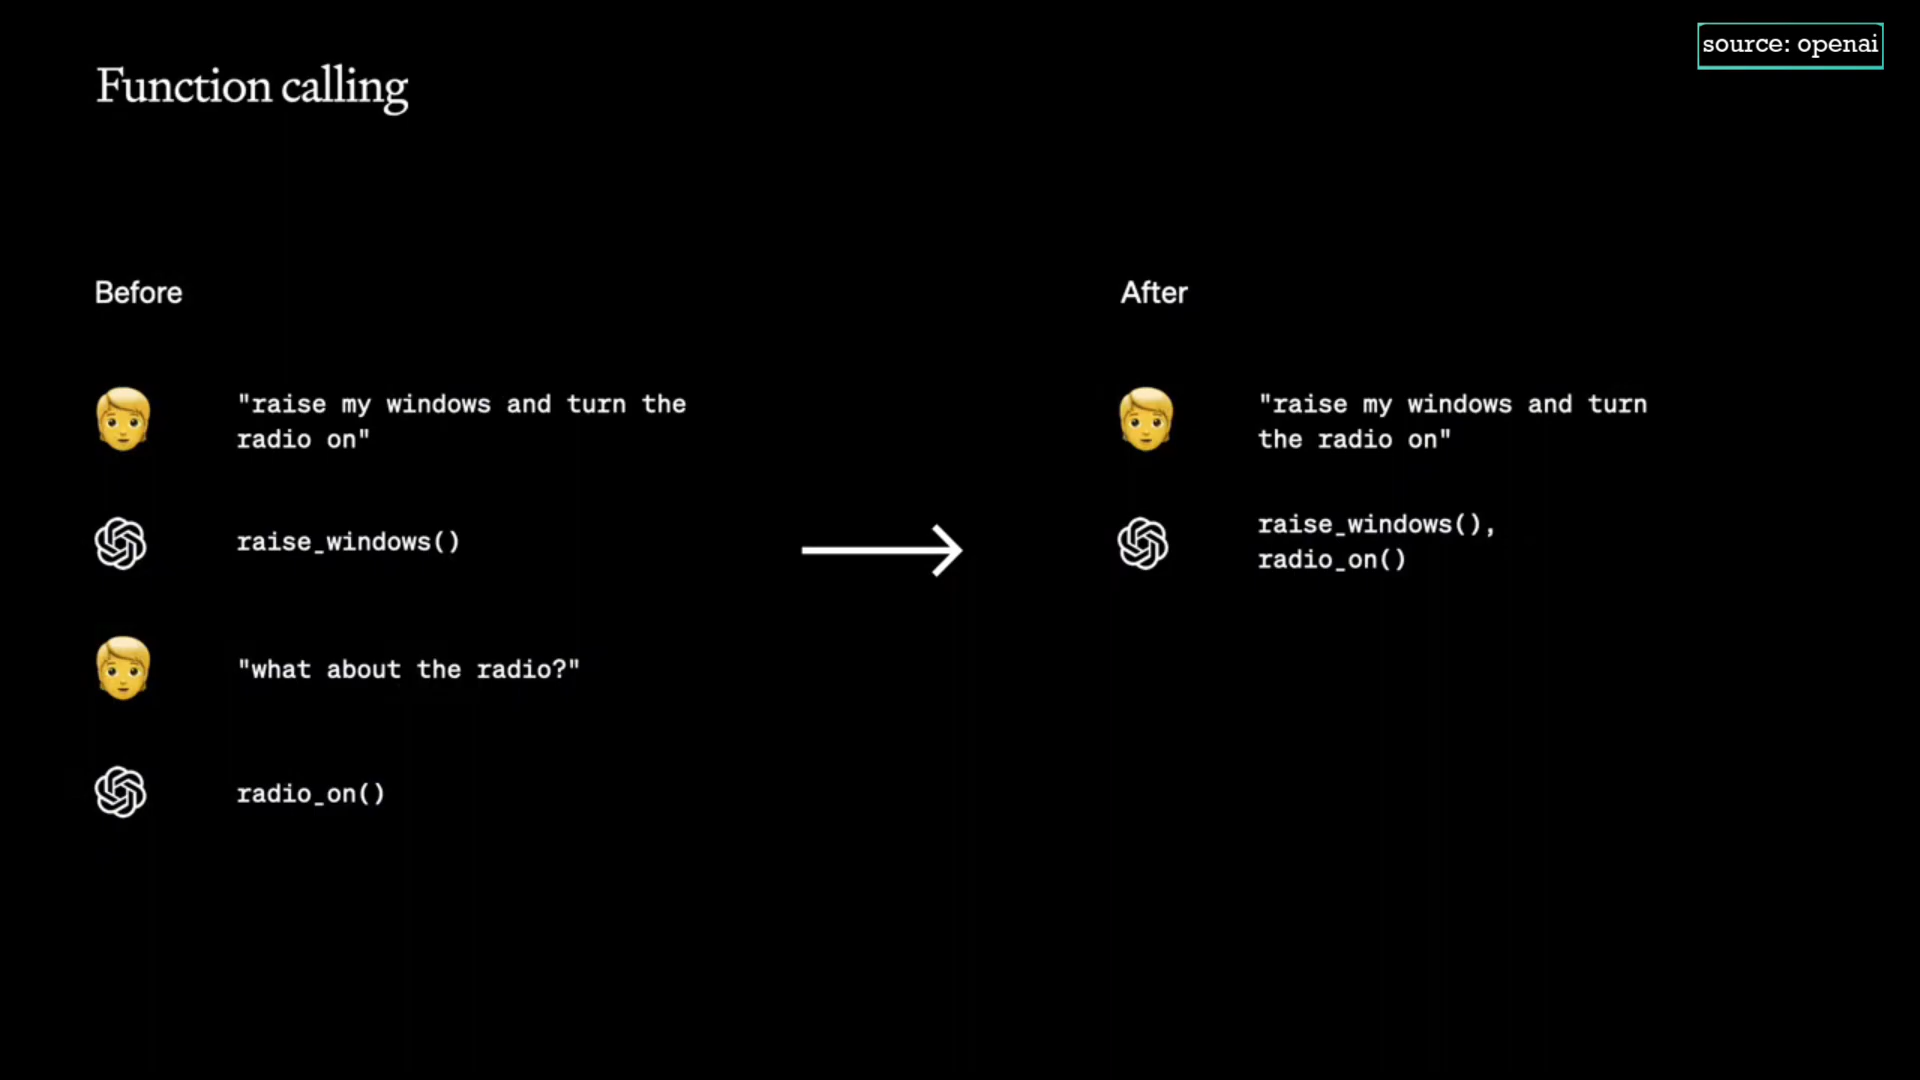 source: openai
Function calling
Before
"raise my windows and turn the
radio on"
raise_windows()
"what about the radio?"
radio_on()
After
"raise my windows and turn
the radio on"
raise_windows(),
radio_on()